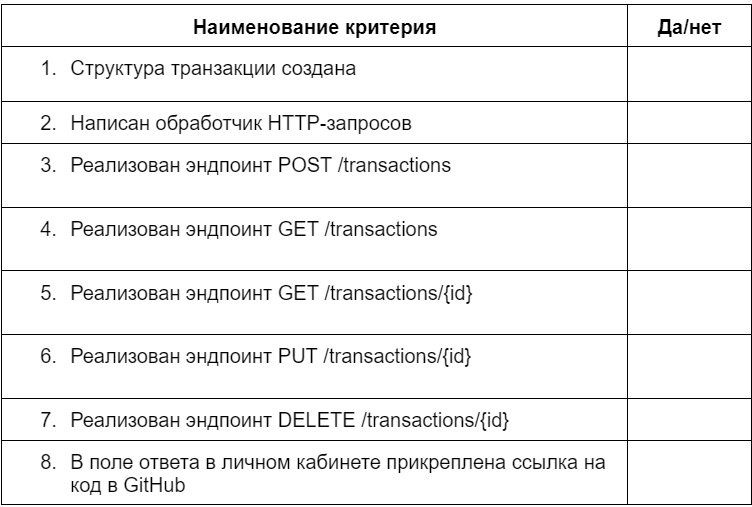 Наименование критерия Да/нет
1. Структура транзакции создана
2. Написан обработчик HTTP-запросов
3. Реализован эндпоинт POST /transactions
4. Реализован эндпоинт GET /transactions
5. Реализован эндпоинт GET /transactions/{id}
6. Реализован эндпоинт PUT /transactions/{id}
7. Реализован эндпоинт DELETE /transactions/{id}
8. В поле ответа в личном кабинете прикреплена ссылка на
код в GitHub